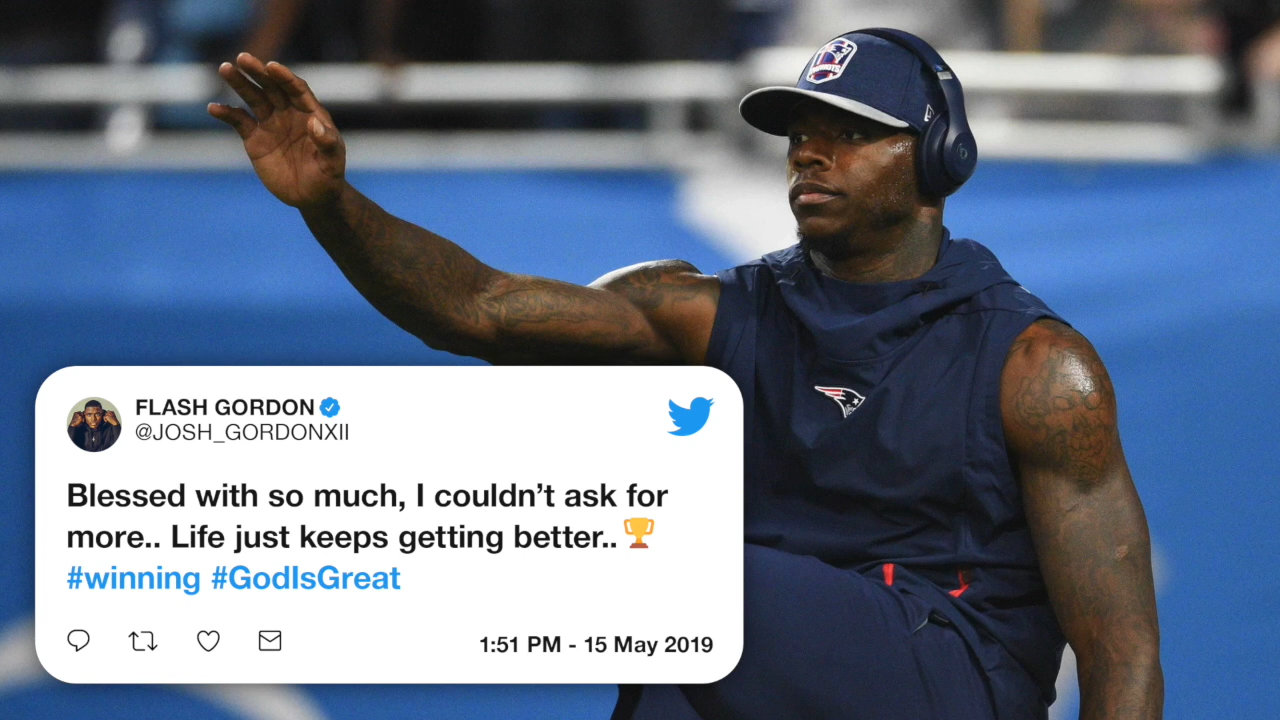 PATRIOTS
FLASH GORDON
@JOSH_GORDONXII
Blessed with so much, I couldn’t ask for
more.. Life just keeps getting better..🏆
#winning #GodIsGreat
1:51 PM - 15 May 2019